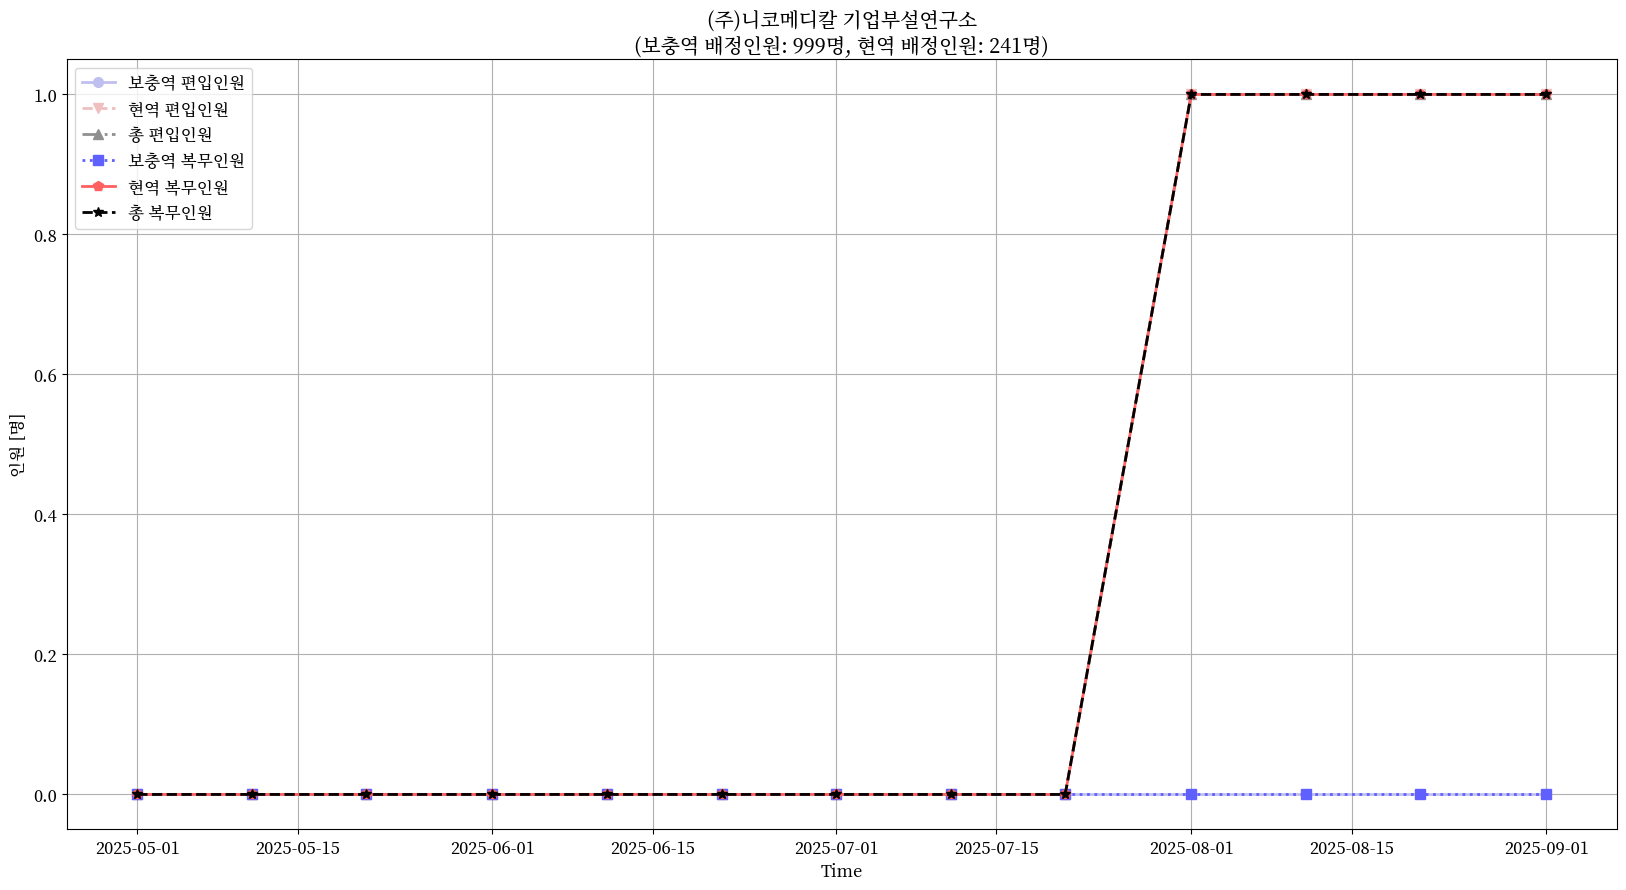 (주)니코메디칼 기업부설연구소
(보충역 배정인원: 999명, 현역 배정인원: 241명)
보충역 편입인원
현역 편입인원
총 편입인원
보충역 복무인원
현역 복무인원
총 복무인원
인원 [명]
1.0
0.8
0.6
0.4
0.2
0.0
2025-05-01
2025-05-15
2025-06-01
2025-06-15
2025-07-01
2025-07-15
2025-08-01
2025-08-15
2025-09-01
Time